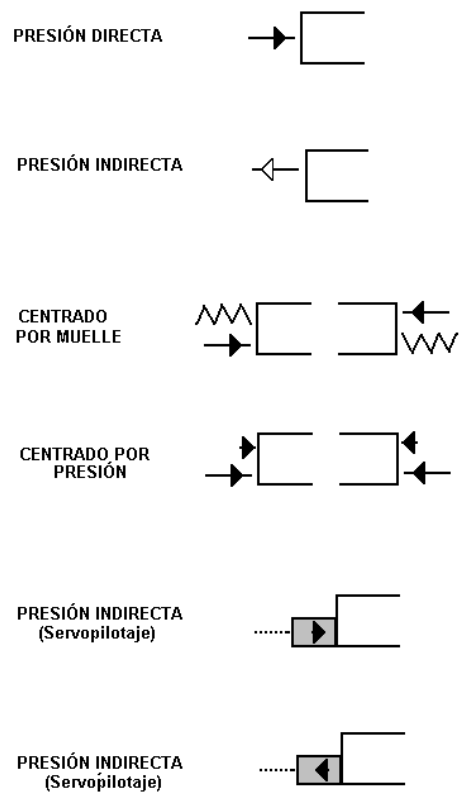 PRESIÓN DIRECTA
PRESIÓN INDIRECTA
CENTRADO
POR MUELLE
CENTRADO POR
PRESIÓN
PRESIÓN INDIRECTA
(Servopilotaje)
PRESIÓN INDIRECTA
(Servopilotaje)